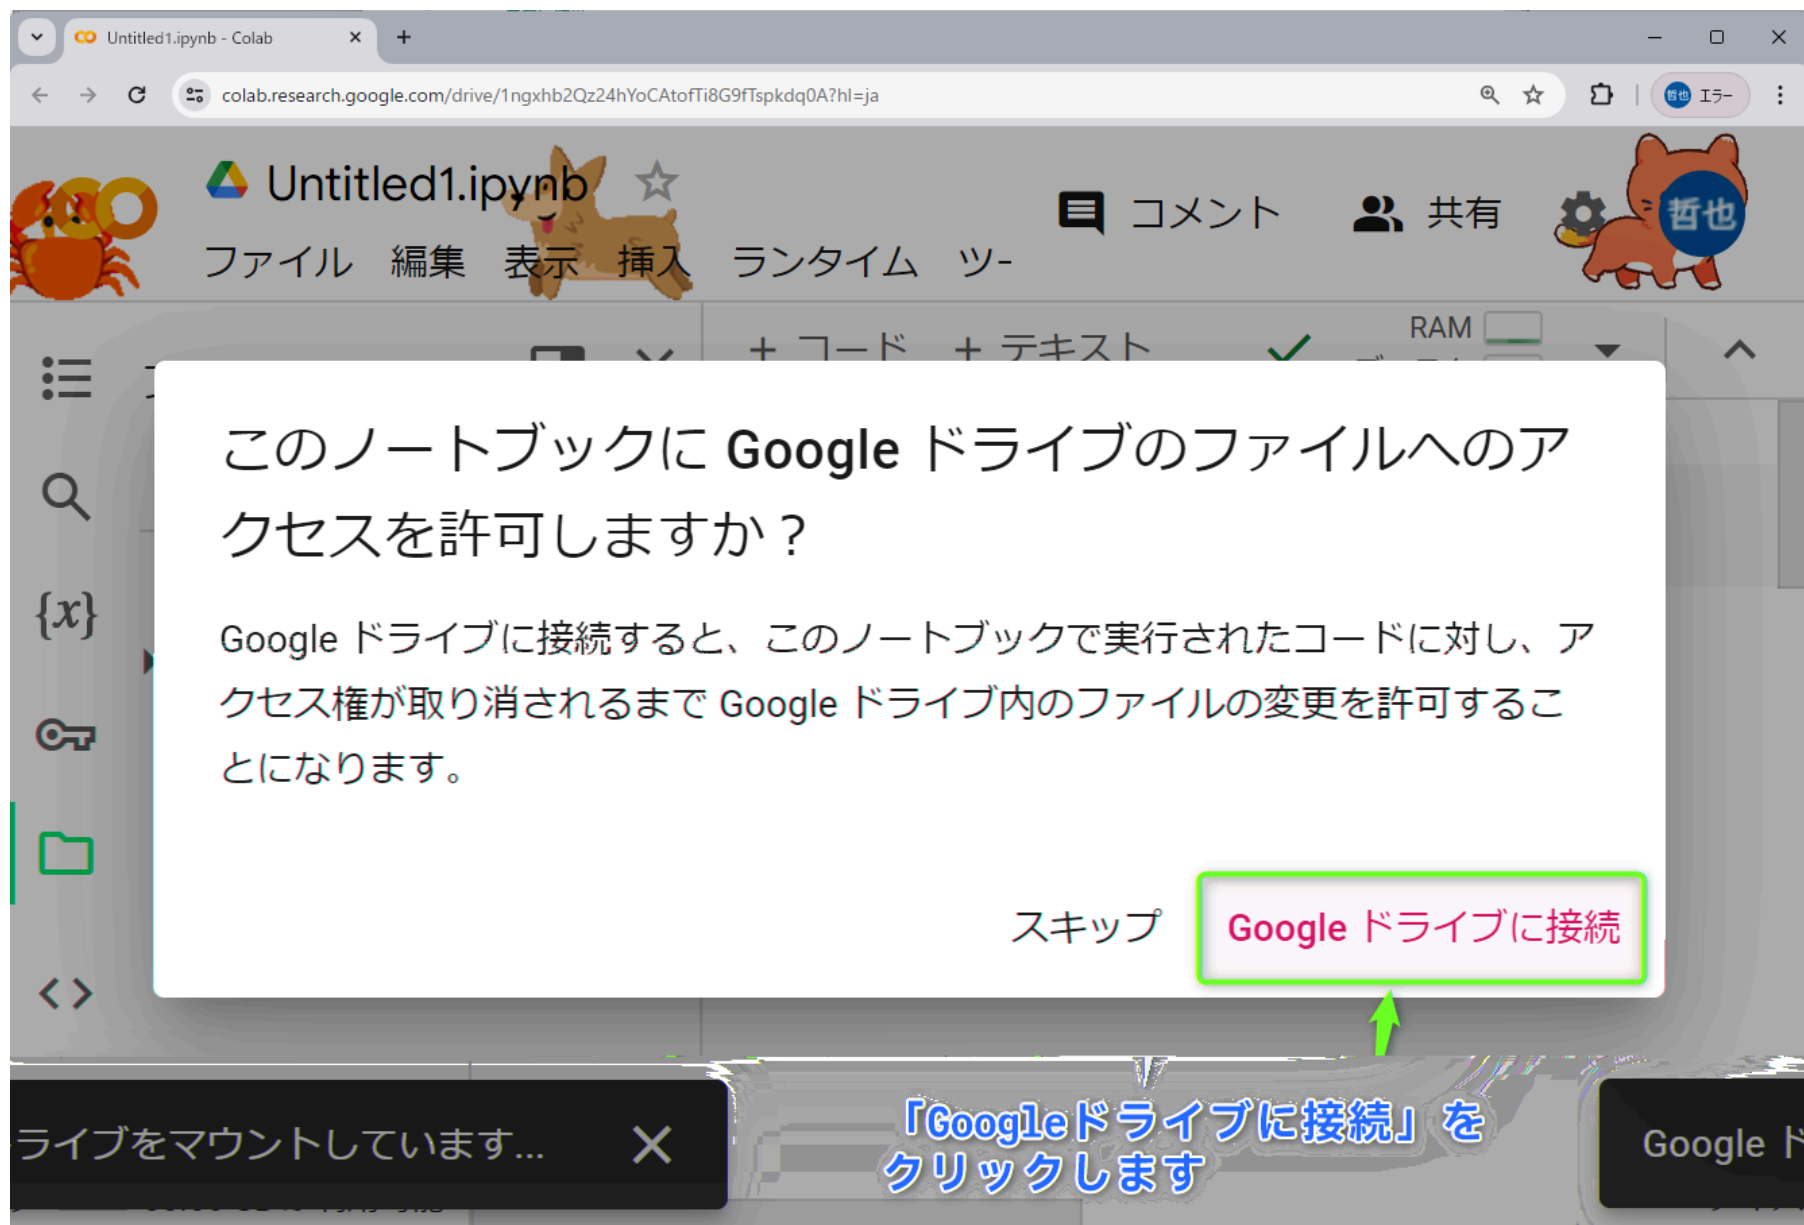 Untitled1.ipynb - Colab
colab.research.google.com/drive/1ngxhb2Qz24hYoCAtofTi8G9fTspkdq0A?hl=ja
哲也 エラー
Untitled1.ipynb
コメント 共有 哲也
ファイル 編集 表示 挿入 ランタイム ツー
+ コード + テキスト
RAM
{x}
このノートブックに Google ドライブのファイルへのア
クセスを許可しますか？
Google ドライブに接続すると、このノートブックで実行されたコードに対し、ア
クセス権が取り消されるまで Google ドライブ内のファイルの変更を許可するこ
とになります。
スキップ Google ドライブに接続
ライブをマウントしています...
「Googleドライブに接続」を
クリックします
Google ド